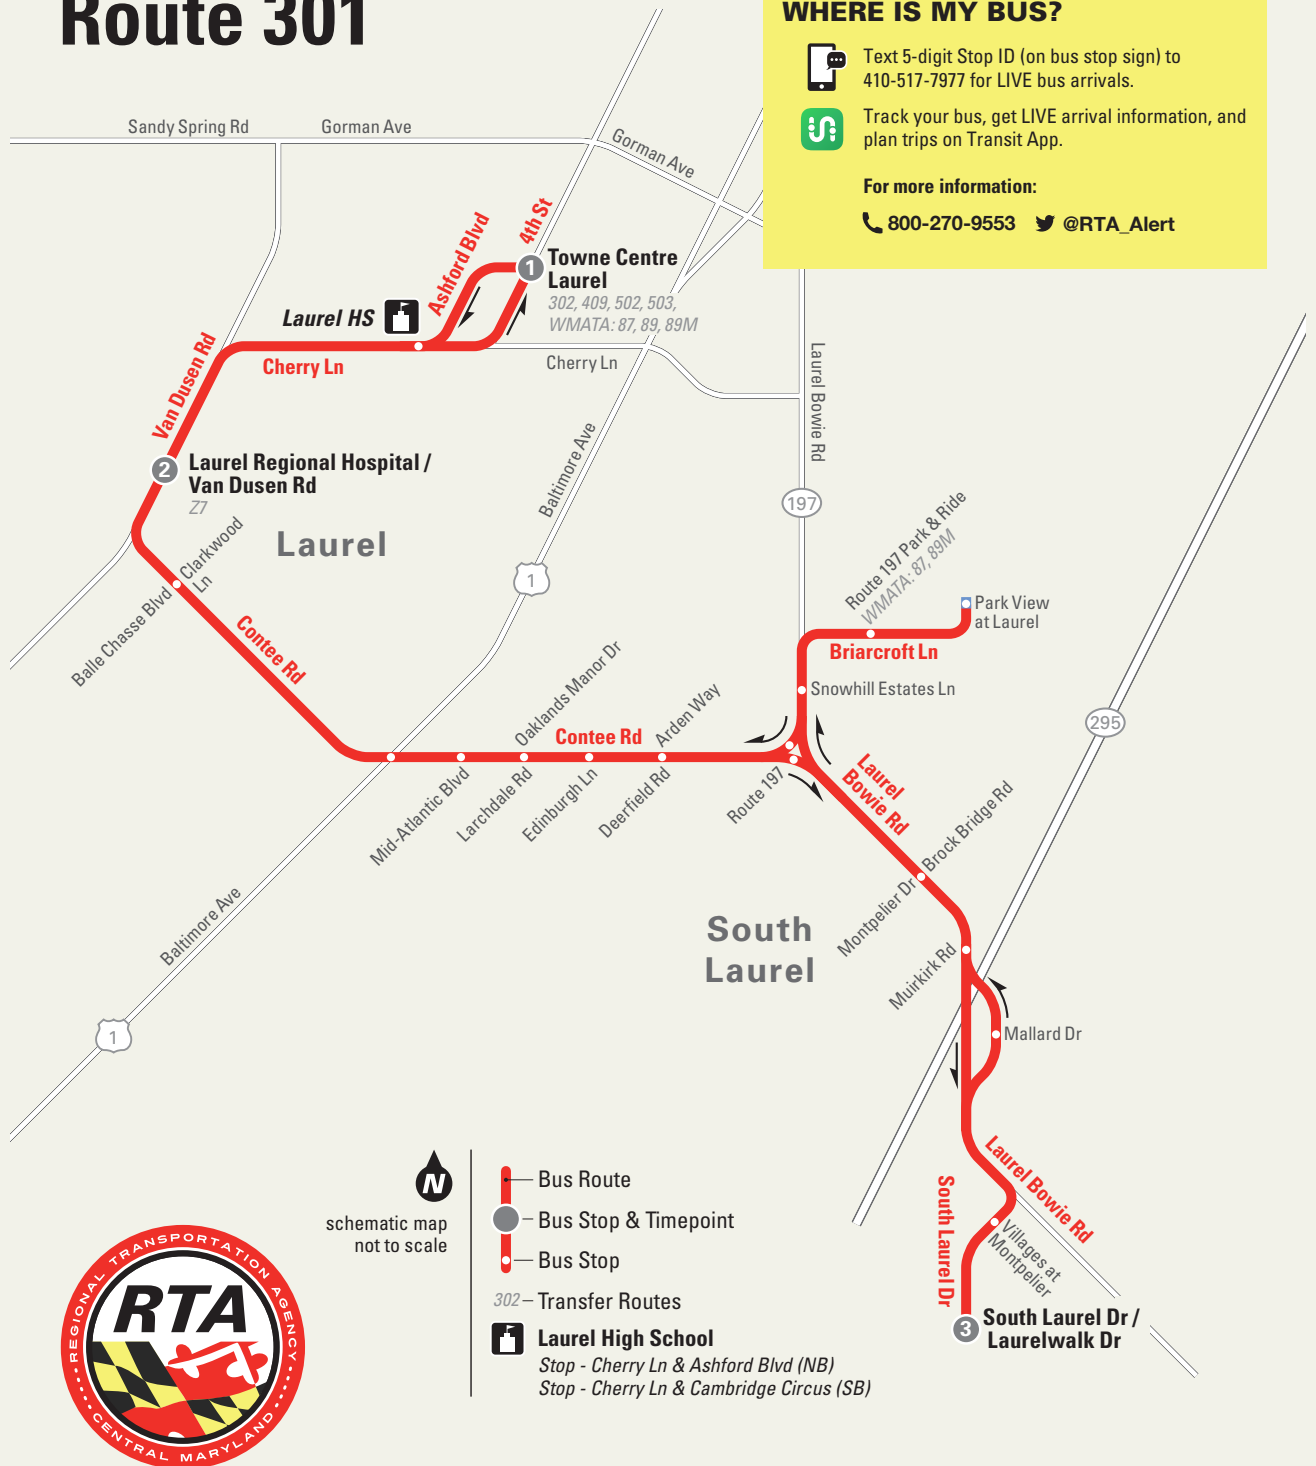 Route 301
WHERE IS MY BUS?
Text 5-digit Stop ID (on bus stop sign) to
410-517-7977 for LIVE bus arrivals.
Track your bus, get LIVE arrival information, and
plan trips on Transit App.
For more information:
800-270-9553 @RTA_Alert
Sandy Spring Rd
Gorman Ave
Gorman Ave
Ashford Blvd
4th St
1
Towne Centre
Laurel
302, 409, 502, 503,
WMATA: 87, 89, 89M
Laurel HS
Cherry Ln
Cherry Ln
Van Dusen Rd
Laurel Bowie Rd
Baltimore Ave
2
Laurel Regional Hospital /
Van Dusen Rd
Z7
Laurel
197
1
Clarkwood
Ln
Balle Chasse Blvd
Contee Rd
Route 197 Park & Ride
WMATA: 87, 89M
Park View
at Laurel
Briarcroft Ln
Snowhill Estates Ln
295
Oaklands Manor Dr
Contee Rd
Arden Way
Mid-Atlantic Blvd
Larchdale Rd
Edinburgh Ln
Deerfield Rd
Route 197
Laurel
Bowie Rd
Brock Bridge Rd
Montpelier Dr
Baltimore Ave
South
Laurel
Muirkirk Rd
Mallard Dr
1
Laurel Bowie Rd
South Laurel Dr
Villages at
Montpelier
3
South Laurel Dr /
Laurelwalk Dr
N
schematic map
not to scale
Bus Route
Bus Stop & Timepoint
Bus Stop
302 Transfer Routes
Laurel High School
Stop - Cherry Ln & Ashford Blvd (NB)
Stop - Cherry Ln & Cambridge Circus (SB)
REGIONAL TRANSPORTATION AGENCY
RTA
CENTRAL MARYLAND